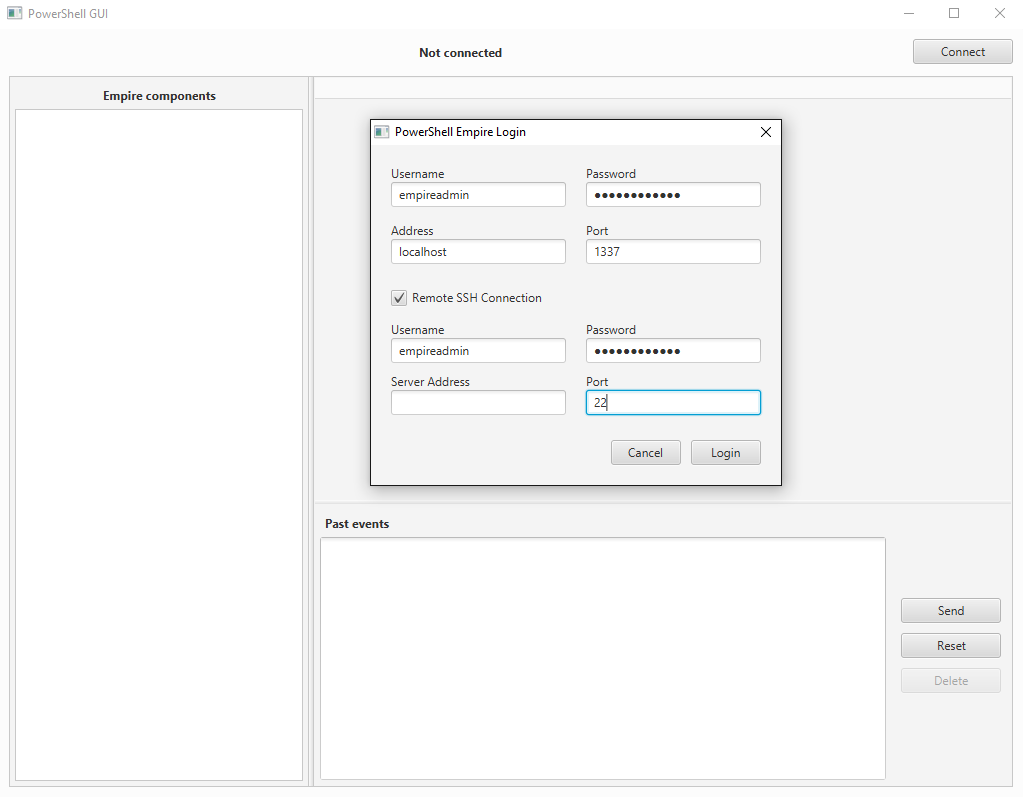 PowerShell GUI
Not connected
Connect
Empire components
PowerShell Empire Login
Username
Password
empireadmin
●●●●●●●●●●●●
Address
Port
localhost
1337
Remote SSH Connection
Username
Password
empireadmin
●●●●●●●●●●●●
Server Address
Port
22
Cancel
Login
Past events
Send
Reset
Delete